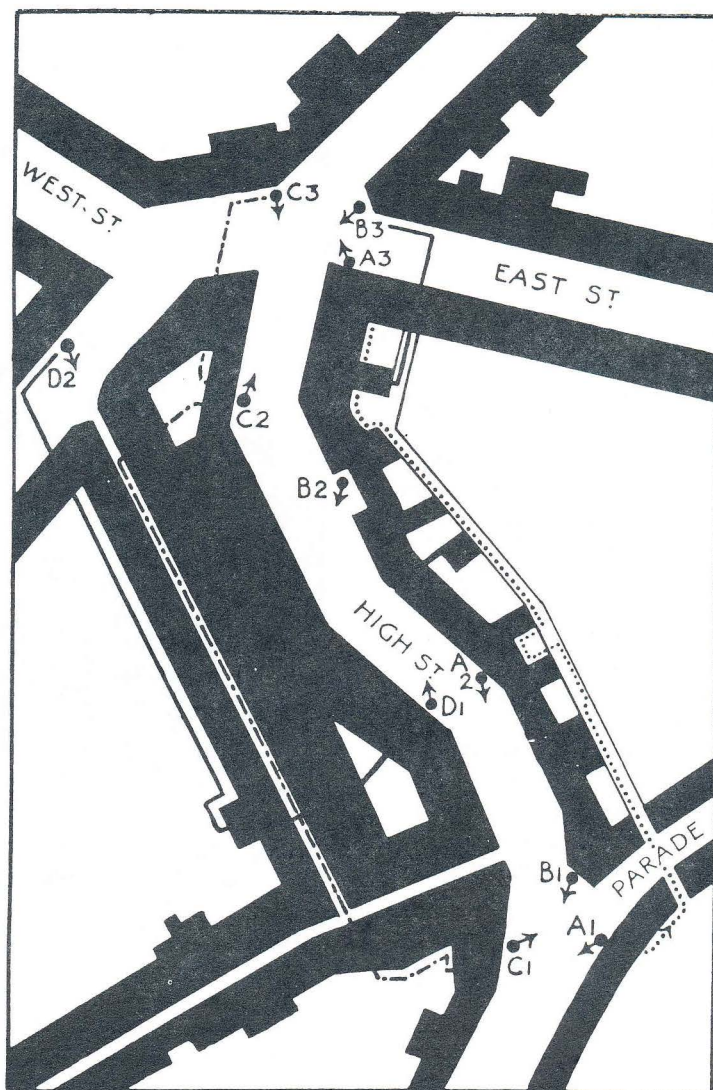 WEST. ST
C3
B3
A3
EAST ST
D2
C2
B2
HIGH ST
A
2
D1
B1
PARADE
A1
C1